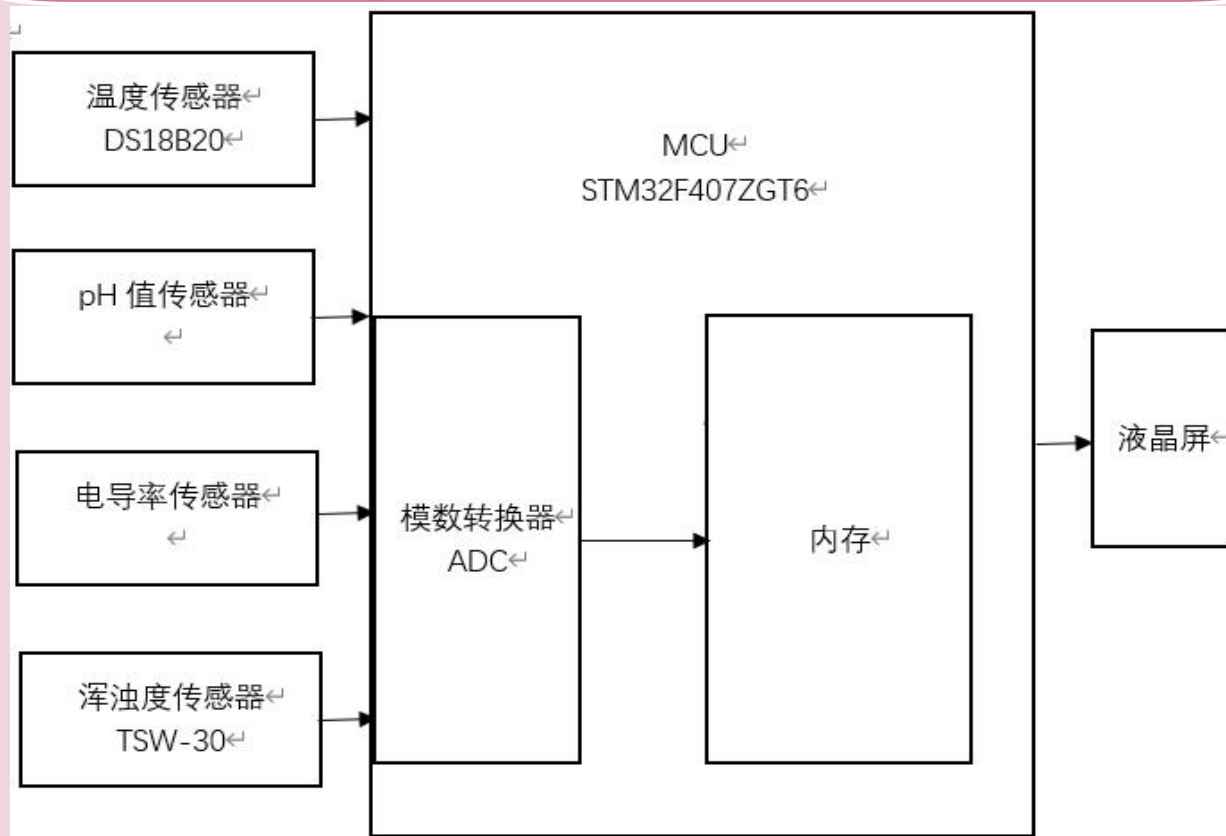 温度传感器
DS18B20
pH 值传感器
电导率传感器
浑浊度传感器
TSW-30
MCU
STM32F407ZGT6
模数转换器
ADC
内存
液晶屏